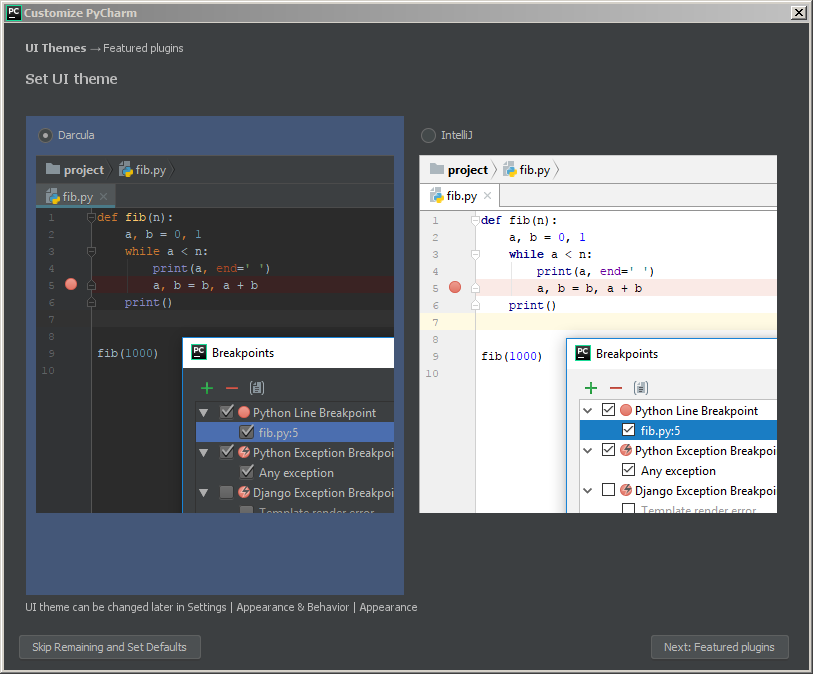 PC Customize PyCharm
UI Themes → Featured plugins
Set UI theme
Darcula
project fib.py
fib.py
1 def fib(n):
2 a, b = 0, 1
3 while a < n:
4 print(a, end=' ')
5 a, b = b, a + b
6 print()
7
8
9 fib(1000)
10
PC Breakpoints
Python Line Breakpoint
fib.py:5
Python Exception Breakpoi
Any exception
Django Exception Breakpoi
Template render error
IntelliJ
project fib.py
fib.py
1 def fib(n):
2 a, b = 0, 1
3 while a < n:
4 print(a, end=' ')
5 a, b = b, a + b
6 print()
7
8
9 fib(1000)
10
PC Breakpoints
Python Line Breakpoint
fib.py:5
Python Exception Breakpoi
Any exception
Django Exception Breakpoi
Template render error
UI theme can be changed later in Settings | Appearance & Behavior | Appearance
Skip Remaining and Set Defaults
Next: Featured plugins